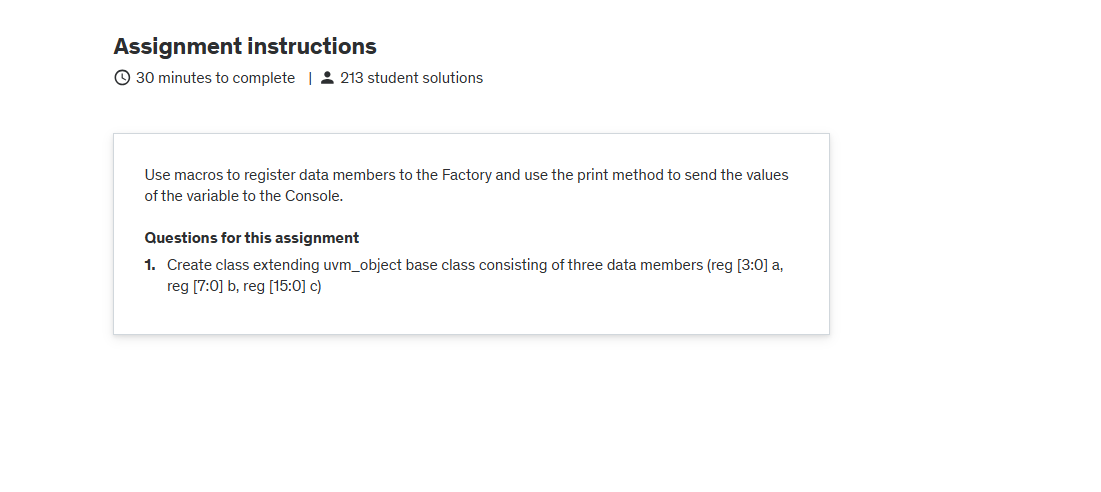 Assignment instructions
30 minutes to complete | 213 student solutions
Use macros to register data members to the Factory and use the print method to send the values
of the variable to the Console.
Questions for this assignment
1. Create class extending uvm_object base class consisting of three data members (reg [3:0] a,
reg [7:0] b, reg [15:0] c)